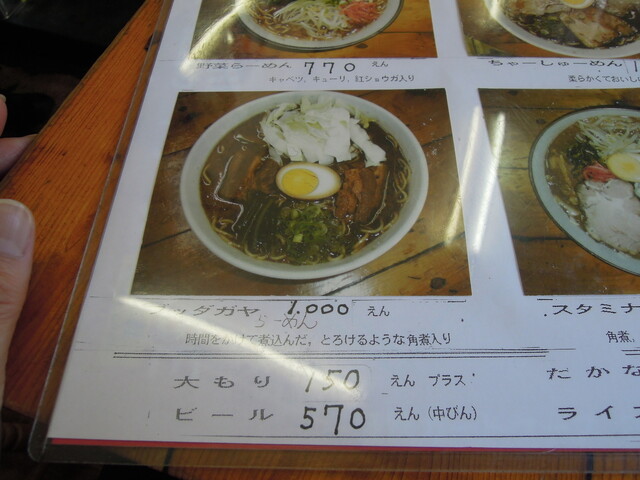 野菜らーめん 770 えん
キャベツ、キューリ、紅ショウガ入り
ちゃーしゅーめん
柔らかくておいし
ブッダガヤ 1.000 えん
らーめん
時間をかけて煮込んだ。とろけるような角煮入り
スタミナ
角煮、
大もり 150 えん プラス
ビール 570 えん (中びん)
たかな
ライ